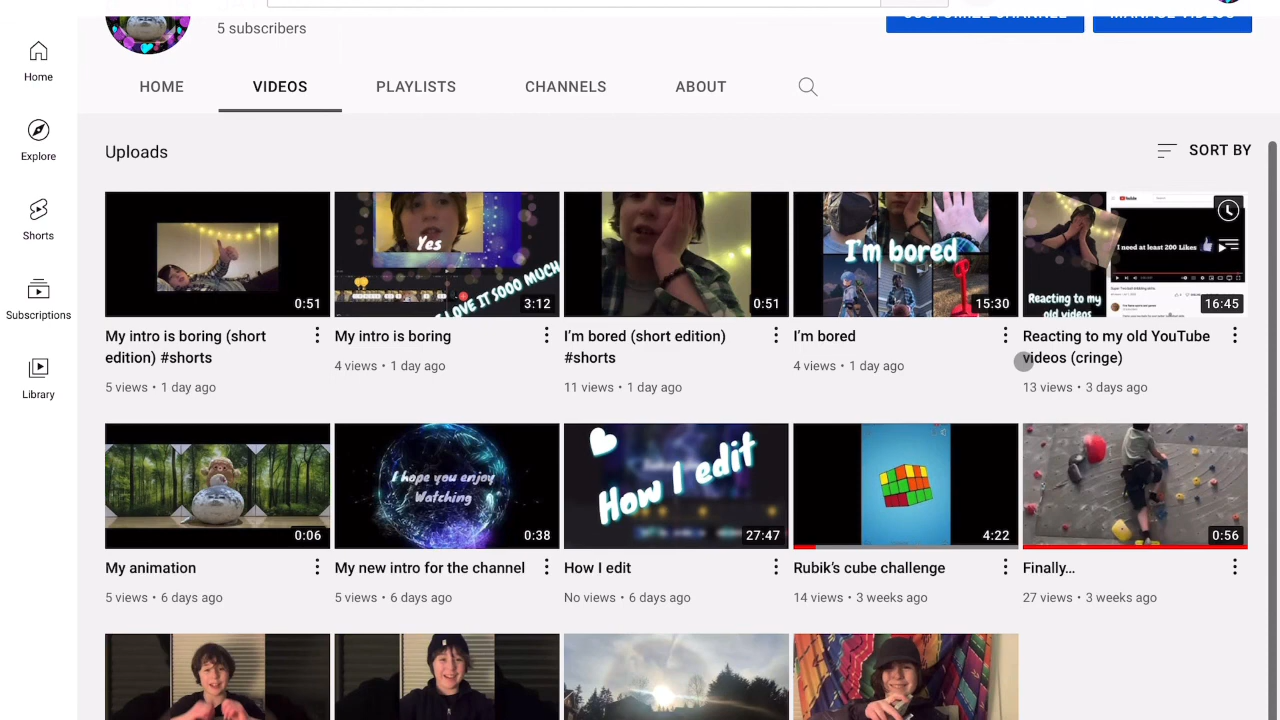 5 subscribers
HOME
VIDEOS
PLAYLISTS
CHANNELS
ABOUT
Home
Explore
Shorts
Subscriptions
Library
Uploads
SORT BY
0:51
Yes
LOVE IT SOOO MUCH
3:12
0:51
I'm bored
15:30
I need at least 200 Likes
Reacting to my
old videos
16:45
My intro is boring (short
edition) #shorts
5 views • 1 day ago
My intro is boring
4 views • 1 day ago
I'm bored (short edition)
#shorts
11 views • 1 day ago
I'm bored
4 views • 1 day ago
Reacting to my old YouTube
videos (cringe)
13 views • 3 days ago
0:06
I hope you enjoy
Watching
0:38
How I edit
27:47
4:22
0:56
My animation
5 views • 6 days ago
My new intro for the channel
5 views • 6 days ago
How I edit
No views • 6 days ago
Rubik's cube challenge
14 views • 3 weeks ago
Finally...
27 views • 3 weeks ago